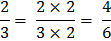 2/3 = 2 × 2/3 × 2 = 4/6